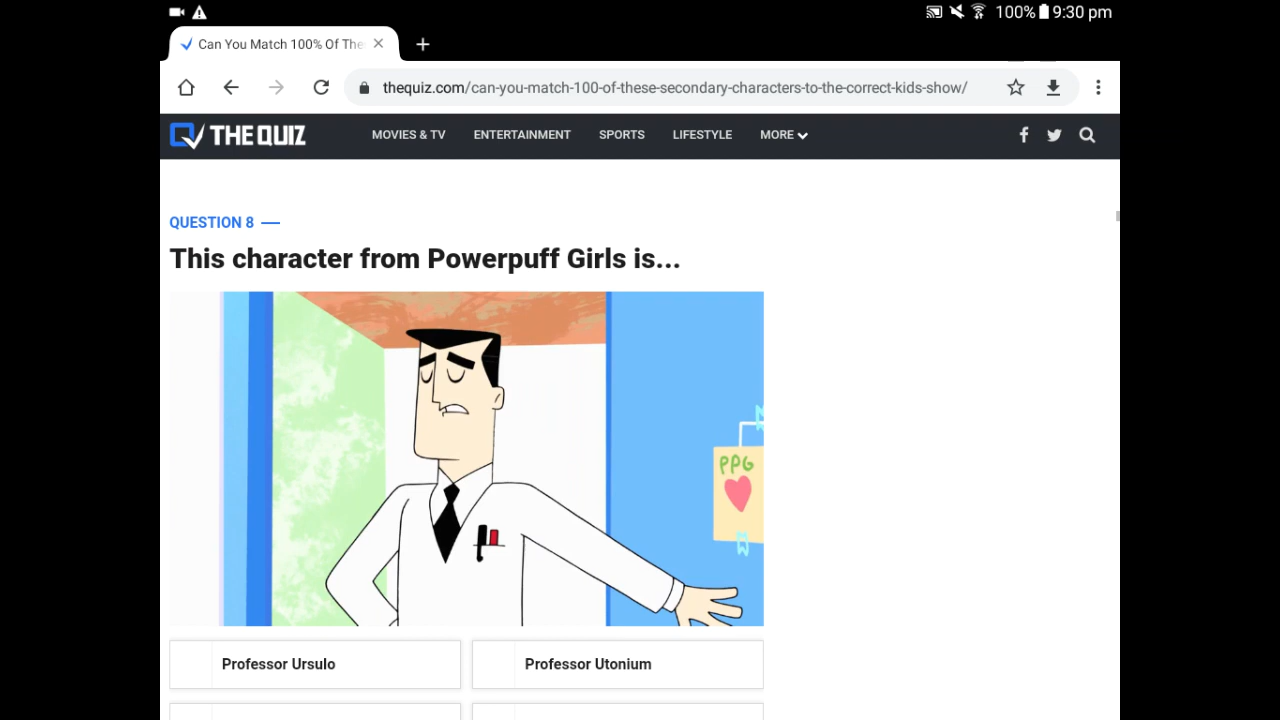 100% 9:30 pm
Can You Match 100% Of The
thequiz.com/can-you-match-100-of-these-secondary-characters-to-the-correct-kids-show/
THE QUIZ MOVIES & TV ENTERTAINMENT SPORTS LIFESTYLE MORE
QUESTION 8
This character from Powerpuff Girls is...
PPG
Professor Ursulo Professor Utonium